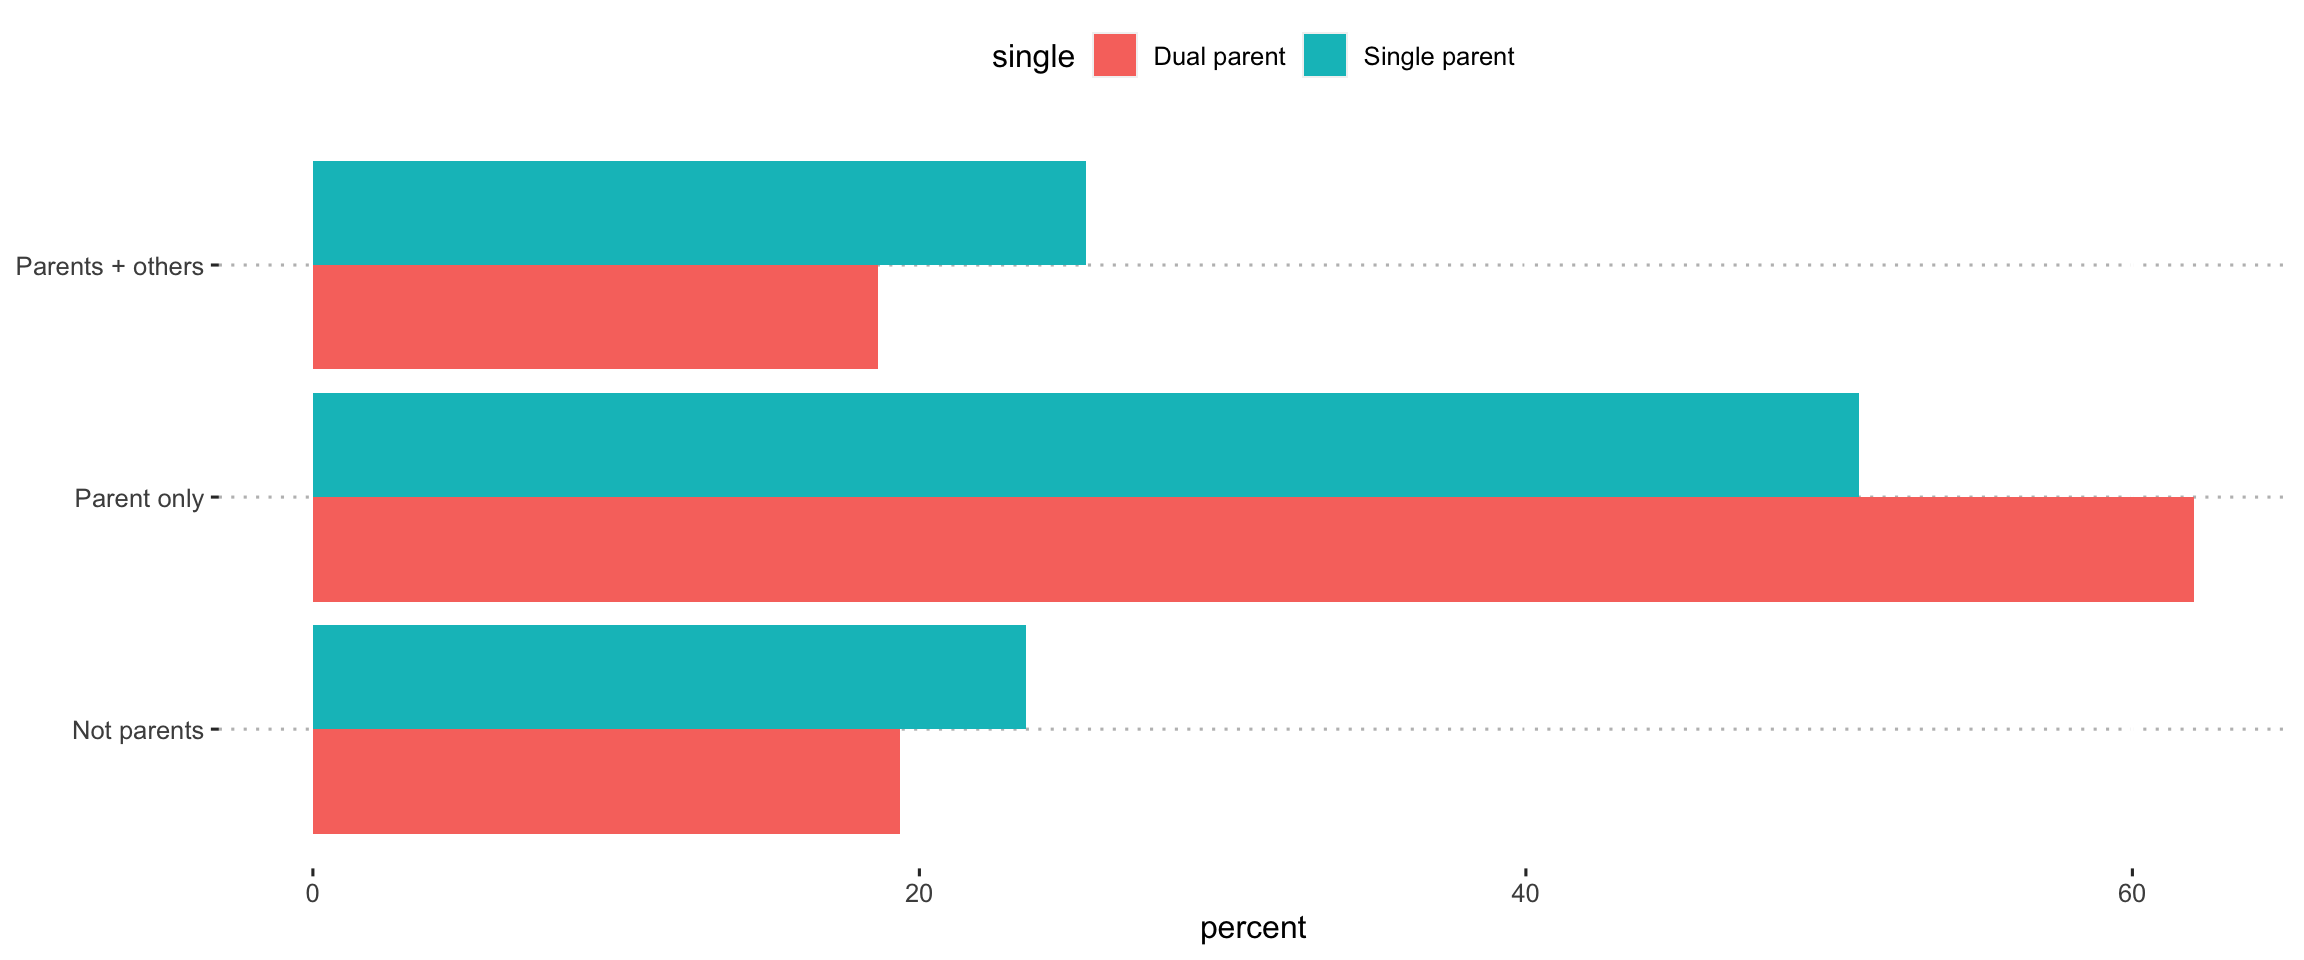 single Dual parent Single parent
Parents + others
Parent only
Not parents
0 20 40 60
percent